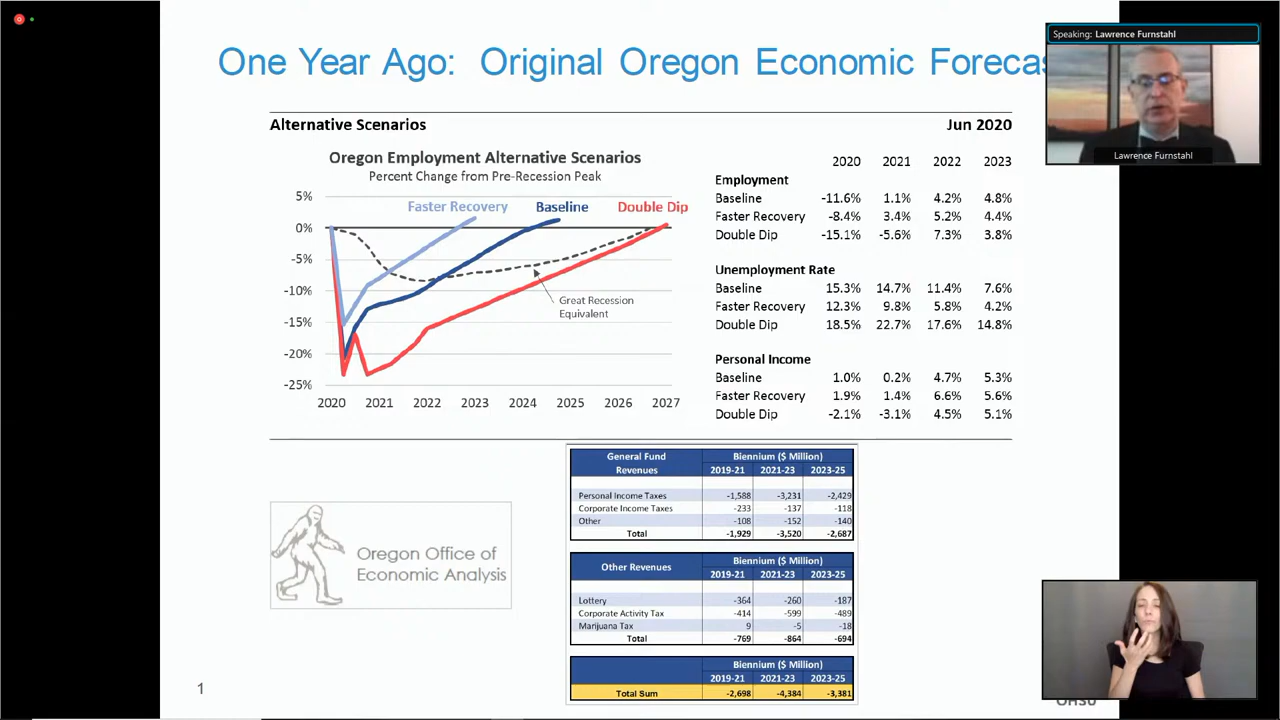 One Year Ago: Original Oregon Economic Foreca
Speaking: Lawrence Furnstahl
Lawrence Furnstahl
Alternative Scenarios Jun 2020
Oregon Employment Alternative Scenarios
Percent Change from Pre-Recession Peak
5%
0%
-5%
-10%
-15%
-20%
-25%
Faster Recovery Baseline Double Dip
Great Recession
Equivalent
2020 2021 2022 2023 2024 2025 2026 2027
2020 2021 2022 2023
Employment
Baseline -11.6% 1.1% 4.2% 4.8%
Faster Recovery -8.4% 3.4% 5.2% 4.4%
Double Dip -15.1% -5.6% 7.3% 3.8%
Unemployment Rate
Baseline 15.3% 14.7% 11.4% 7.6%
Faster Recovery 12.3% 9.8% 5.8% 4.2%
Double Dip 18.5% 22.7% 17.6% 14.8%
Personal Income
Baseline 1.0% 0.2% 4.7% 5.3%
Faster Recovery 1.9% 1.4% 6.6% 5.6%
Double Dip -2.1% -3.1% 4.5% 5.1%
General Fund Biennium ($ Million)
Revenues 2019-21 2021-23 2023-25
Personal Income Taxes -1,588 -3,231 -2,429
Corporate Income Taxes -233 -137 -118
Other -108 -152 -140
Total -1,929 -3,520 -2,687
Other Revenues Biennium ($ Million)
2019-21 2021-23 2023-25
Lottery -364 -260 -187
Corporate Activity Tax -414 -599 -489
Marijuana Tax 9 -5 -18
Total -769 -864 -694
Biennium ($ Million)
2019-21 2021-23 2023-25
Total Sum -2,698 -4,384 -3,381
Oregon Office of
Economic Analysis
1
OHSU